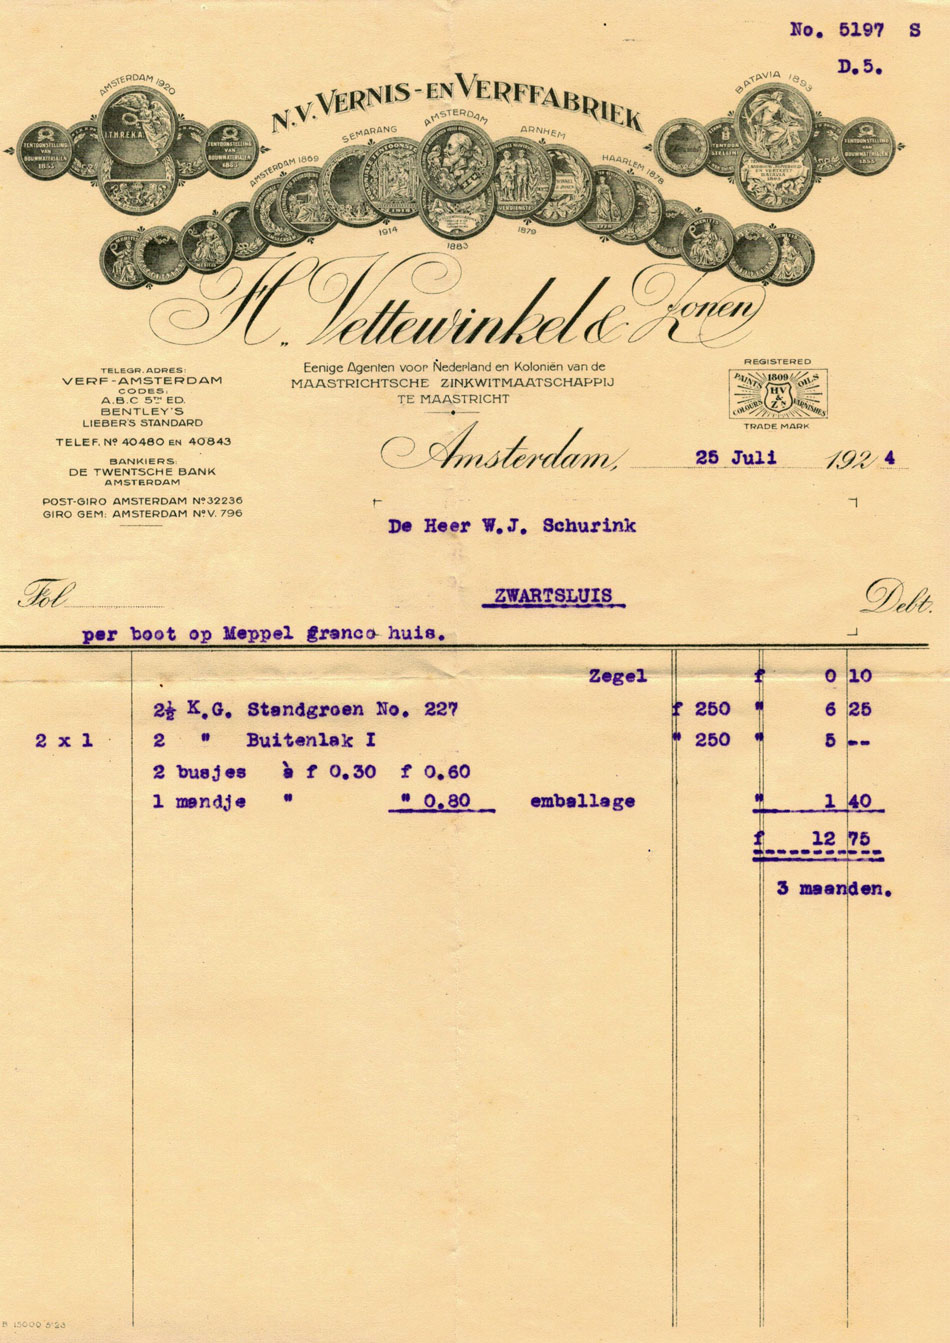 No. 5197 S
D.5.
N.V. VERNIS-EN VERFFABRIEK
AMSTERDAM 1920
BATAVIA 1893
AMSTERDAM 1869
SEMARANG
AMSTERDAM
ARNHEM
HAARLEM 1878
I.T.H.R.E.K.A.
TENTOONSTELLING
VAN
BOUWMATERIALEN
1914
1883
1879
H. Vettewinkel & Zonen
TELEGR. ADRES:
VERF-AMSTERDAM
CODES:
A.B.C 5TH ED.
BENTLEY'S
LIEBER'S STANDARD
TELEF. No 40480 EN 40843
BANKIERS:
DE TWENTSCHE BANK
AMSTERDAM
POST-GIRO AMSTERDAM No 32236
GIRO GEM: AMSTERDAM No V. 796
Eenige Agenten voor Nederland en Koloniën van de
MAASTRICHTSCHE ZINKWITMAATSCHAPPIJ
TE MAASTRICHT
REGISTERED
1809
PAINTS OILS
HV
& Zn
COLOURS VARNISHES
TRADE MARK
Amsterdam, 25 Juli 1924
De Heer W.J. Schurink
Fol
ZWARTSLUIS
Debt.
per boot op Meppel granco huis.
Zegel f 0 10
2½ K.G. Standgroen No. 227 f 250 " 6 25
2 x 1 2 " Buitenlak I " 250 " 5 --
2 busjes à f 0.30 f 0.60
1 mandje " " 0.80 emballage " 1 40
f 12 75
3 maanden.